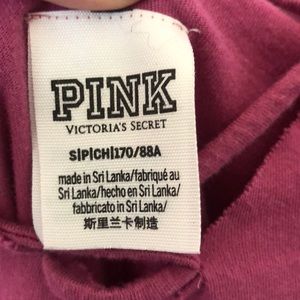 PINK
VICTORIA'S SECRET
S|P|CH|170/88A
made in Sri Lanka/fabriqué au
Sri Lanka/hecho en Sri Lanka/
fabbricato in Sri Lanka/
斯里兰卡制造